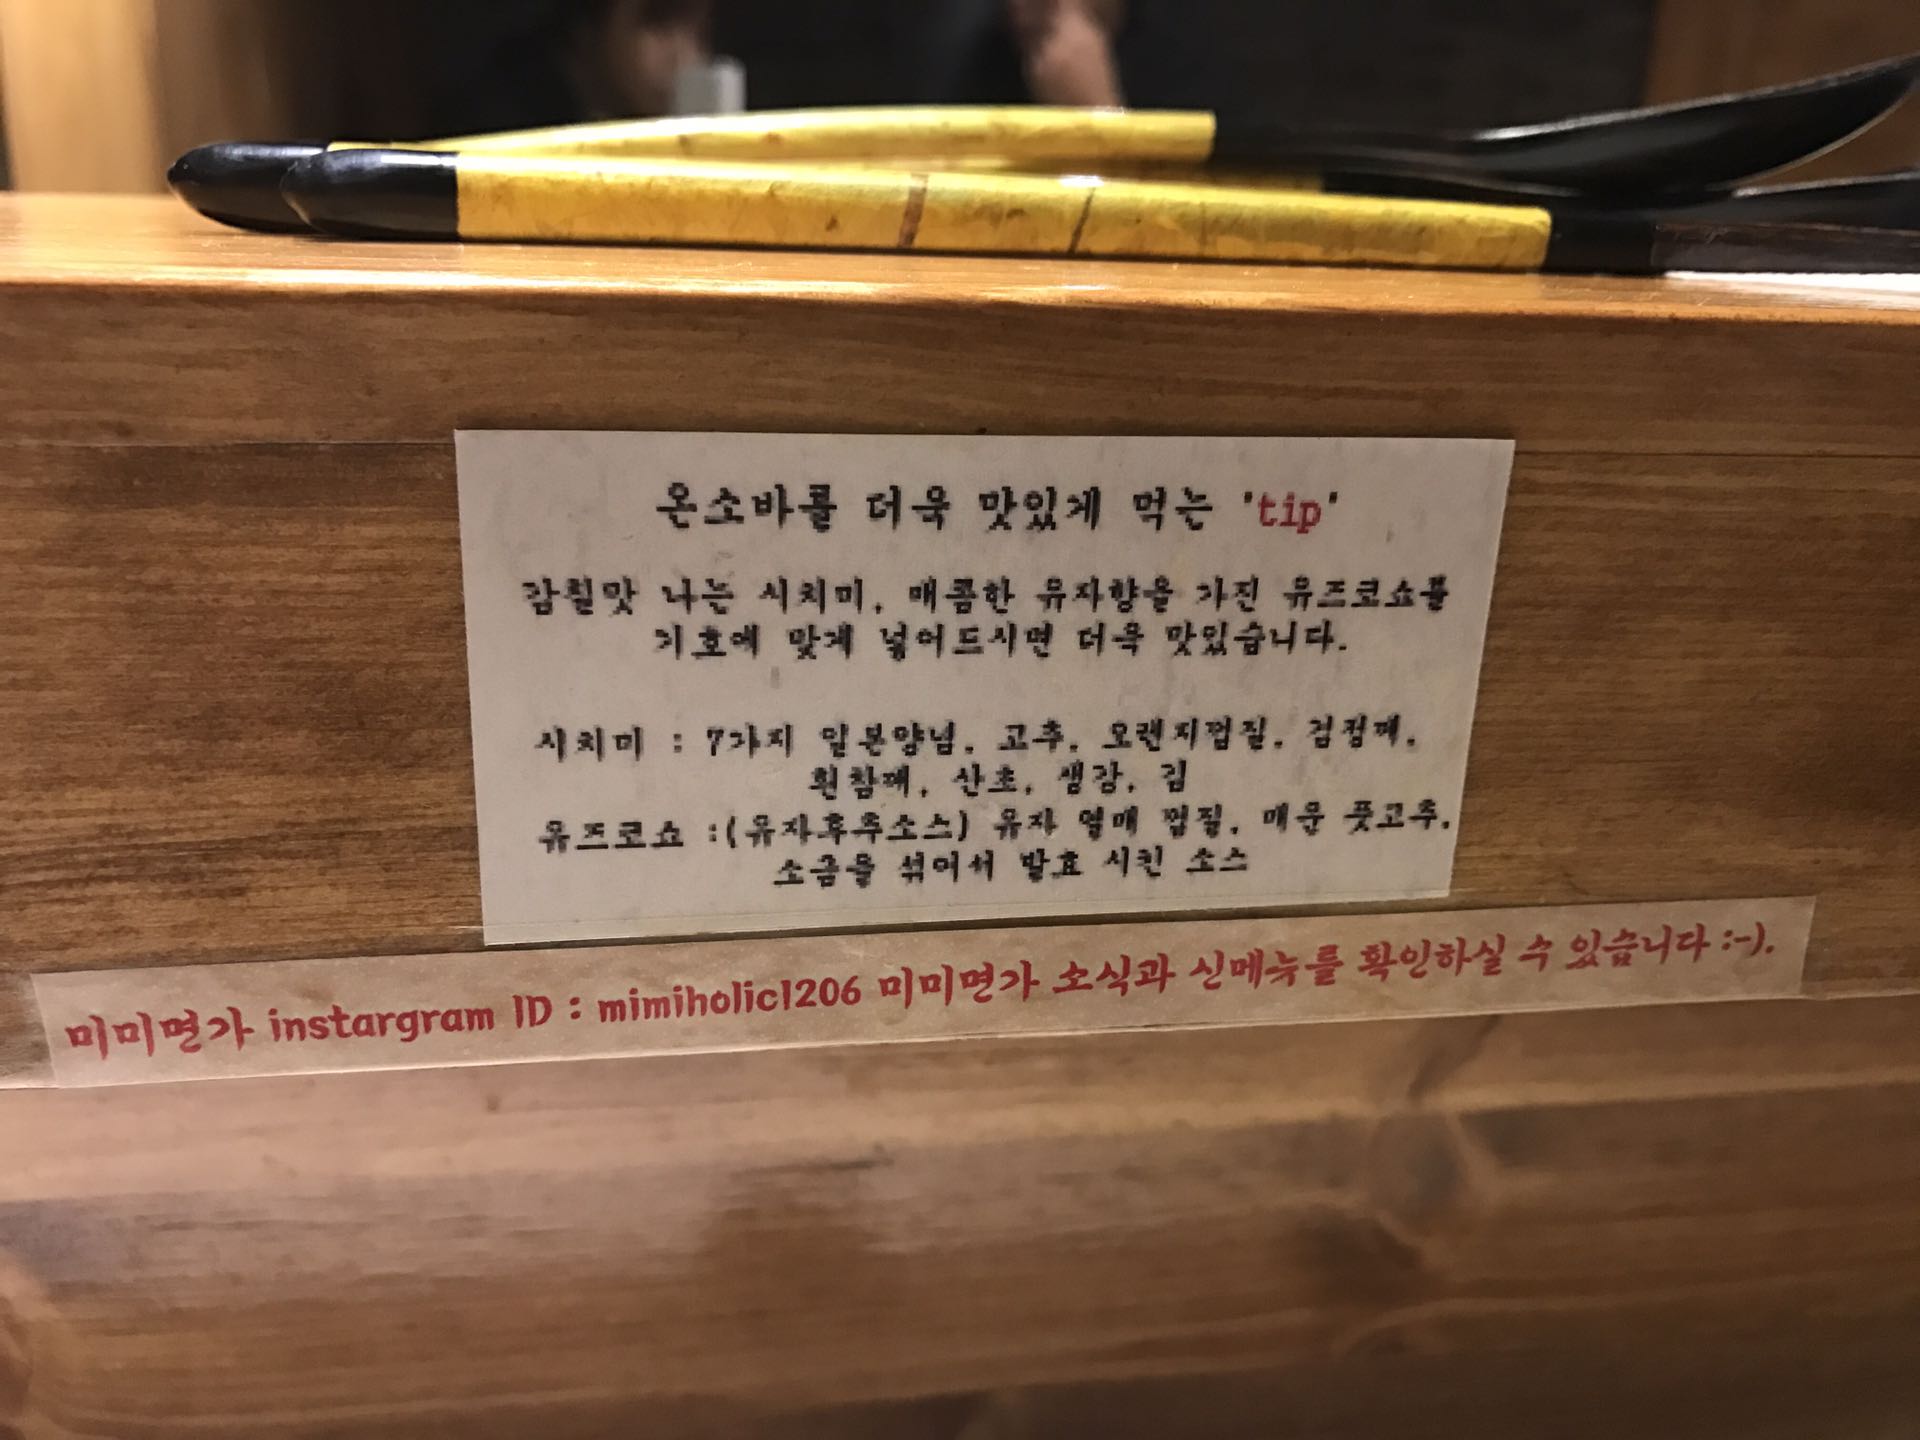 온소바를 더욱 맛있게 먹는 'tip'
감칠맛 나는 시치미, 매콤한 유자향을 가진 유즈코쇼를
기호에 맞게 넣어드시면 더욱 맛있습니다.
시치미 : 7가지 일본양념, 고추, 오렌지껍질, 검정깨,
흰참깨, 산초, 생강, 김
유즈코쇼 :(유자후추소스) 유자 열매 껍질, 매운 풋고추,
소금을 섞어서 발효 시킨 소스
미미면가 instargram ID : mimiholic1206 미미면가 소식과 신메뉴를 확인하실 수 있습니다 :-).